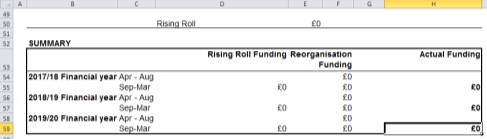 A B C D E F G H
49
50 Rising Roll £0
51
52 SUMMARY
Rising Roll Funding Reorganisation Actual Funding
53 Funding
54 2017/18 Financial year Apr - Aug £0
55 Sep-Mar £0 £0 £0
56 2018/19 Financial year Apr - Aug £0
57 Sep-Mar £0 £0 £0
58 2019/20 Financial year Apr - Aug £0
59 Sep-Mar £0 £0 £0